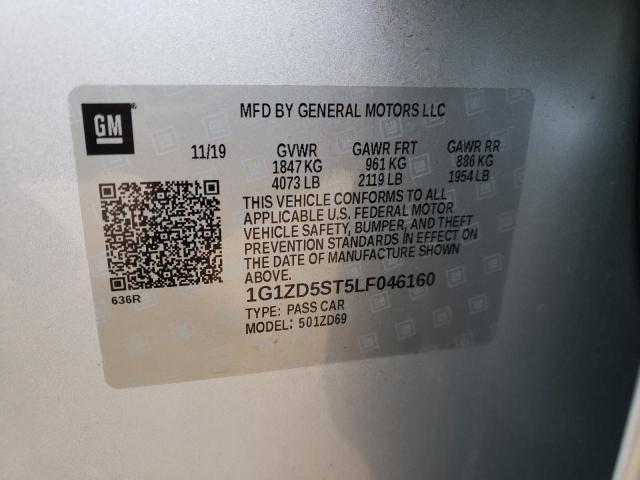 GM
MFD BY GENERAL MOTORS LLC
11/19 GVWR GAWR FRT GAWR RR
1847 KG 961 KG 886 KG
4073 LB 2119 LB 1954 LB
THIS VEHICLE CONFORMS TO ALL
APPLICABLE U.S. FEDERAL MOTOR
VEHICLE SAFETY, BUMPER, AND THEFT
PREVENTION STANDARDS IN EFFECT ON
THE DATE OF MANUFACTURE SHOWN
ABOVE.
636R
1G1ZD5ST5LF046160
TYPE: PASS CAR
MODEL: 501ZD69